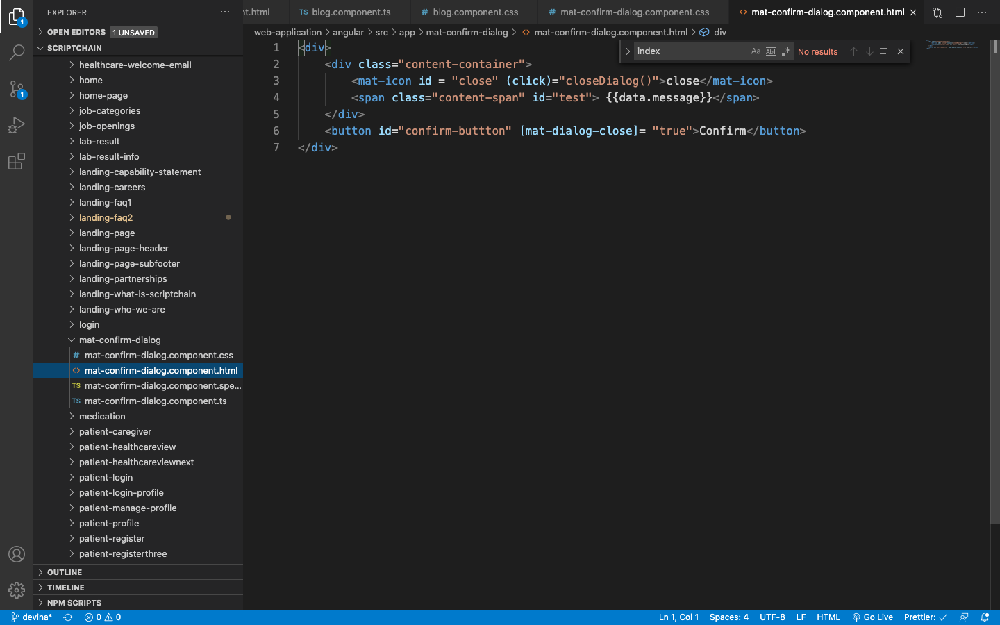 EXPLORER
OPEN EDITORS 1 UNSAVED
SCRIPTCHAIN
healthcare-welcome-email
home
home-page
job-categories
job-openings
lab-result
lab-result-info
landing-capability-statement
landing-careers
landing-faq1
landing-faq2
landing-page
landing-page-header
landing-page-subfooter
landing-partnerships
landing-what-is-scriptchain
landing-who-we-are
login
mat-confirm-dialog
# mat-confirm-dialog.component.css
<> mat-confirm-dialog.component.html
TS mat-confirm-dialog.component.spe...
TS mat-confirm-dialog.component.ts
medication
patient-caregiver
patient-healthcareview
patient-healthcareviewnext
patient-login
patient-login-profile
patient-manage-profile
patient-profile
patient-register
patient-registerthree
OUTLINE
TIMELINE
NPM SCRIPTS
1
1
nt.html TS blog.component.ts # blog.component.css # mat-confirm-dialog.component.css <> mat-confirm-dialog.component.html
web-application > angular > src > app > mat-confirm-dialog > <> mat-confirm-dialog.component.html > div
index Aa Abl .* No results
1 <div>
2 <div class="content-container">
3 <mat-icon id = "close" (click)="closeDialog()">close</mat-icon>
4 <span class="content-span" id="test"> {{data.message}}</span>
5 </div>
6 <button id="confirm-buttton" [mat-dialog-close]= "true">Confirm</button>
7 </div>
devina* 0 0 Ln 1, Col 1 Spaces: 4 UTF-8 LF HTML Go Live Prettier: ✓